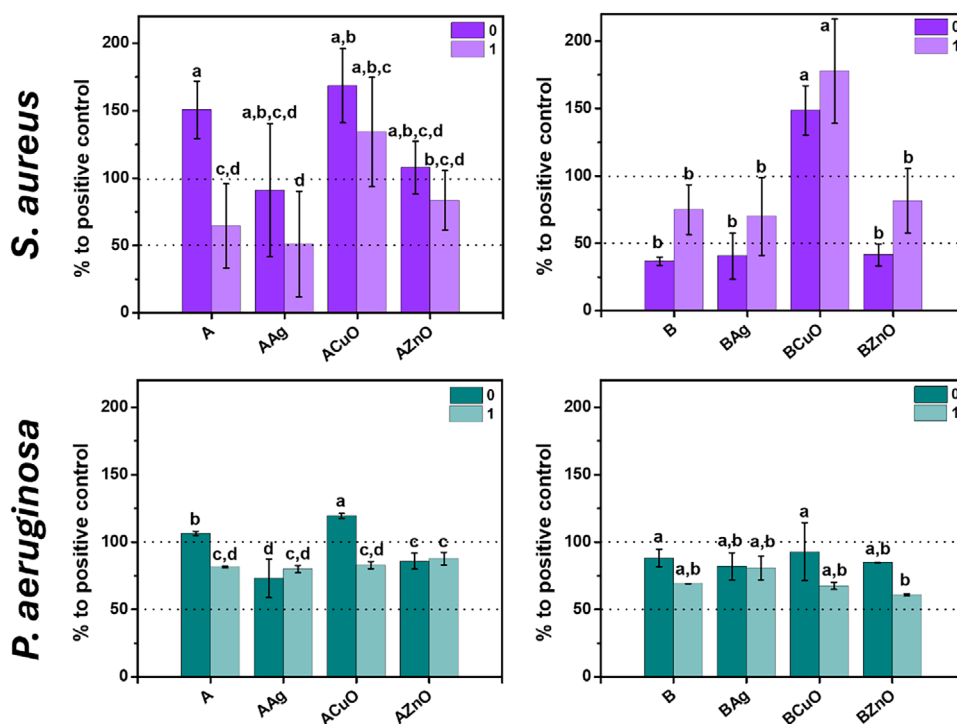 S. aureus
% to positive control
200
150
100
50
0
0
1
a
c,d
a,b,c,d
d
a,b
a,b,c
a,b,c,d
b,c,d
A
AAg
ACuO
AZnO
% to positive control
200
150
100
50
0
0
1
b
b
b
b
a
a
b
b
B
BAg
BCuO
BZnO
P. aeruginosa
% to positive control
200
150
100
50
0
0
1
b
c,d
d
c,d
a
c,d
c
c
A
AAg
ACuO
AZnO
% to positive control
200
150
100
50
0
0
1
a
a,b
a,b
a,b
a
a,b
a,b
b
B
BAg
BCuO
BZnO